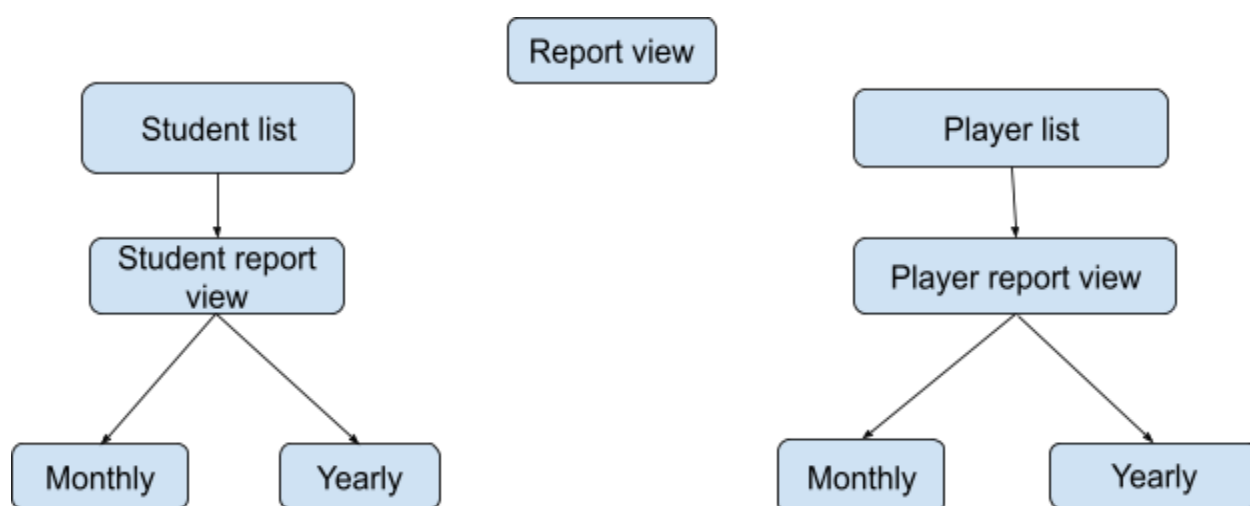 Report view
Student list
Player list
Student report
view
Player report view
Monthly
Yearly
Monthly
Yearly